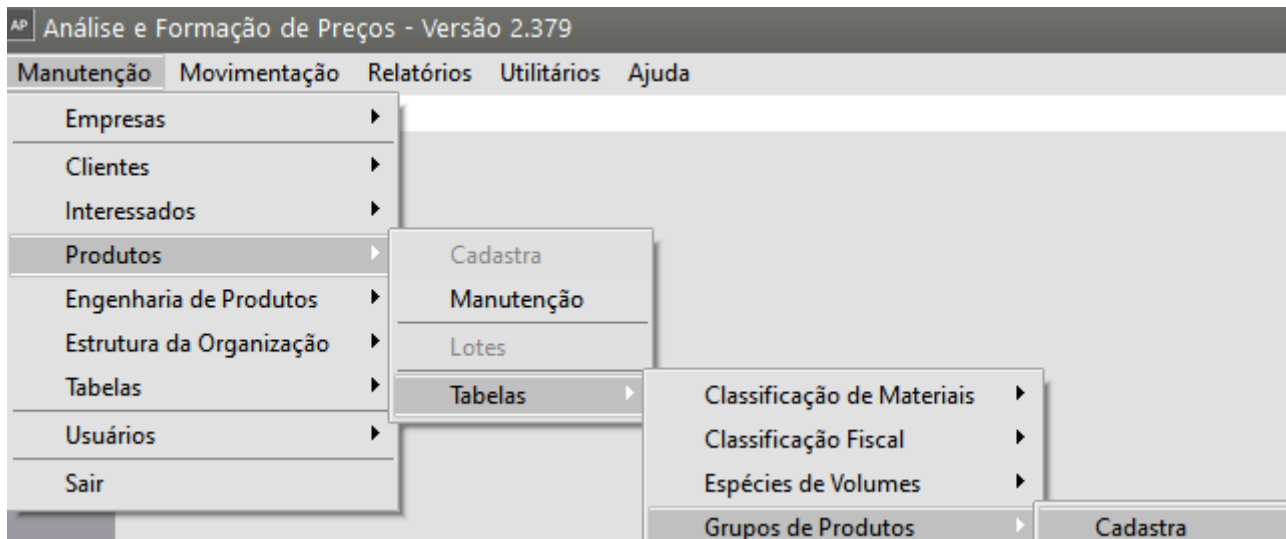 AP Análise e Formação de Preços - Versão 2.379
Manutenção Movimentação Relatórios Utilitários Ajuda
Empresas
Clientes
Interessados
Produtos
Engenharia de Produtos
Estrutura da Organização
Tabelas
Usuários
Sair
Cadastra
Manutenção
Lotes
Tabelas
Classificação de Materiais
Classificação Fiscal
Espécies de Volumes
Grupos de Produtos
Cadastra